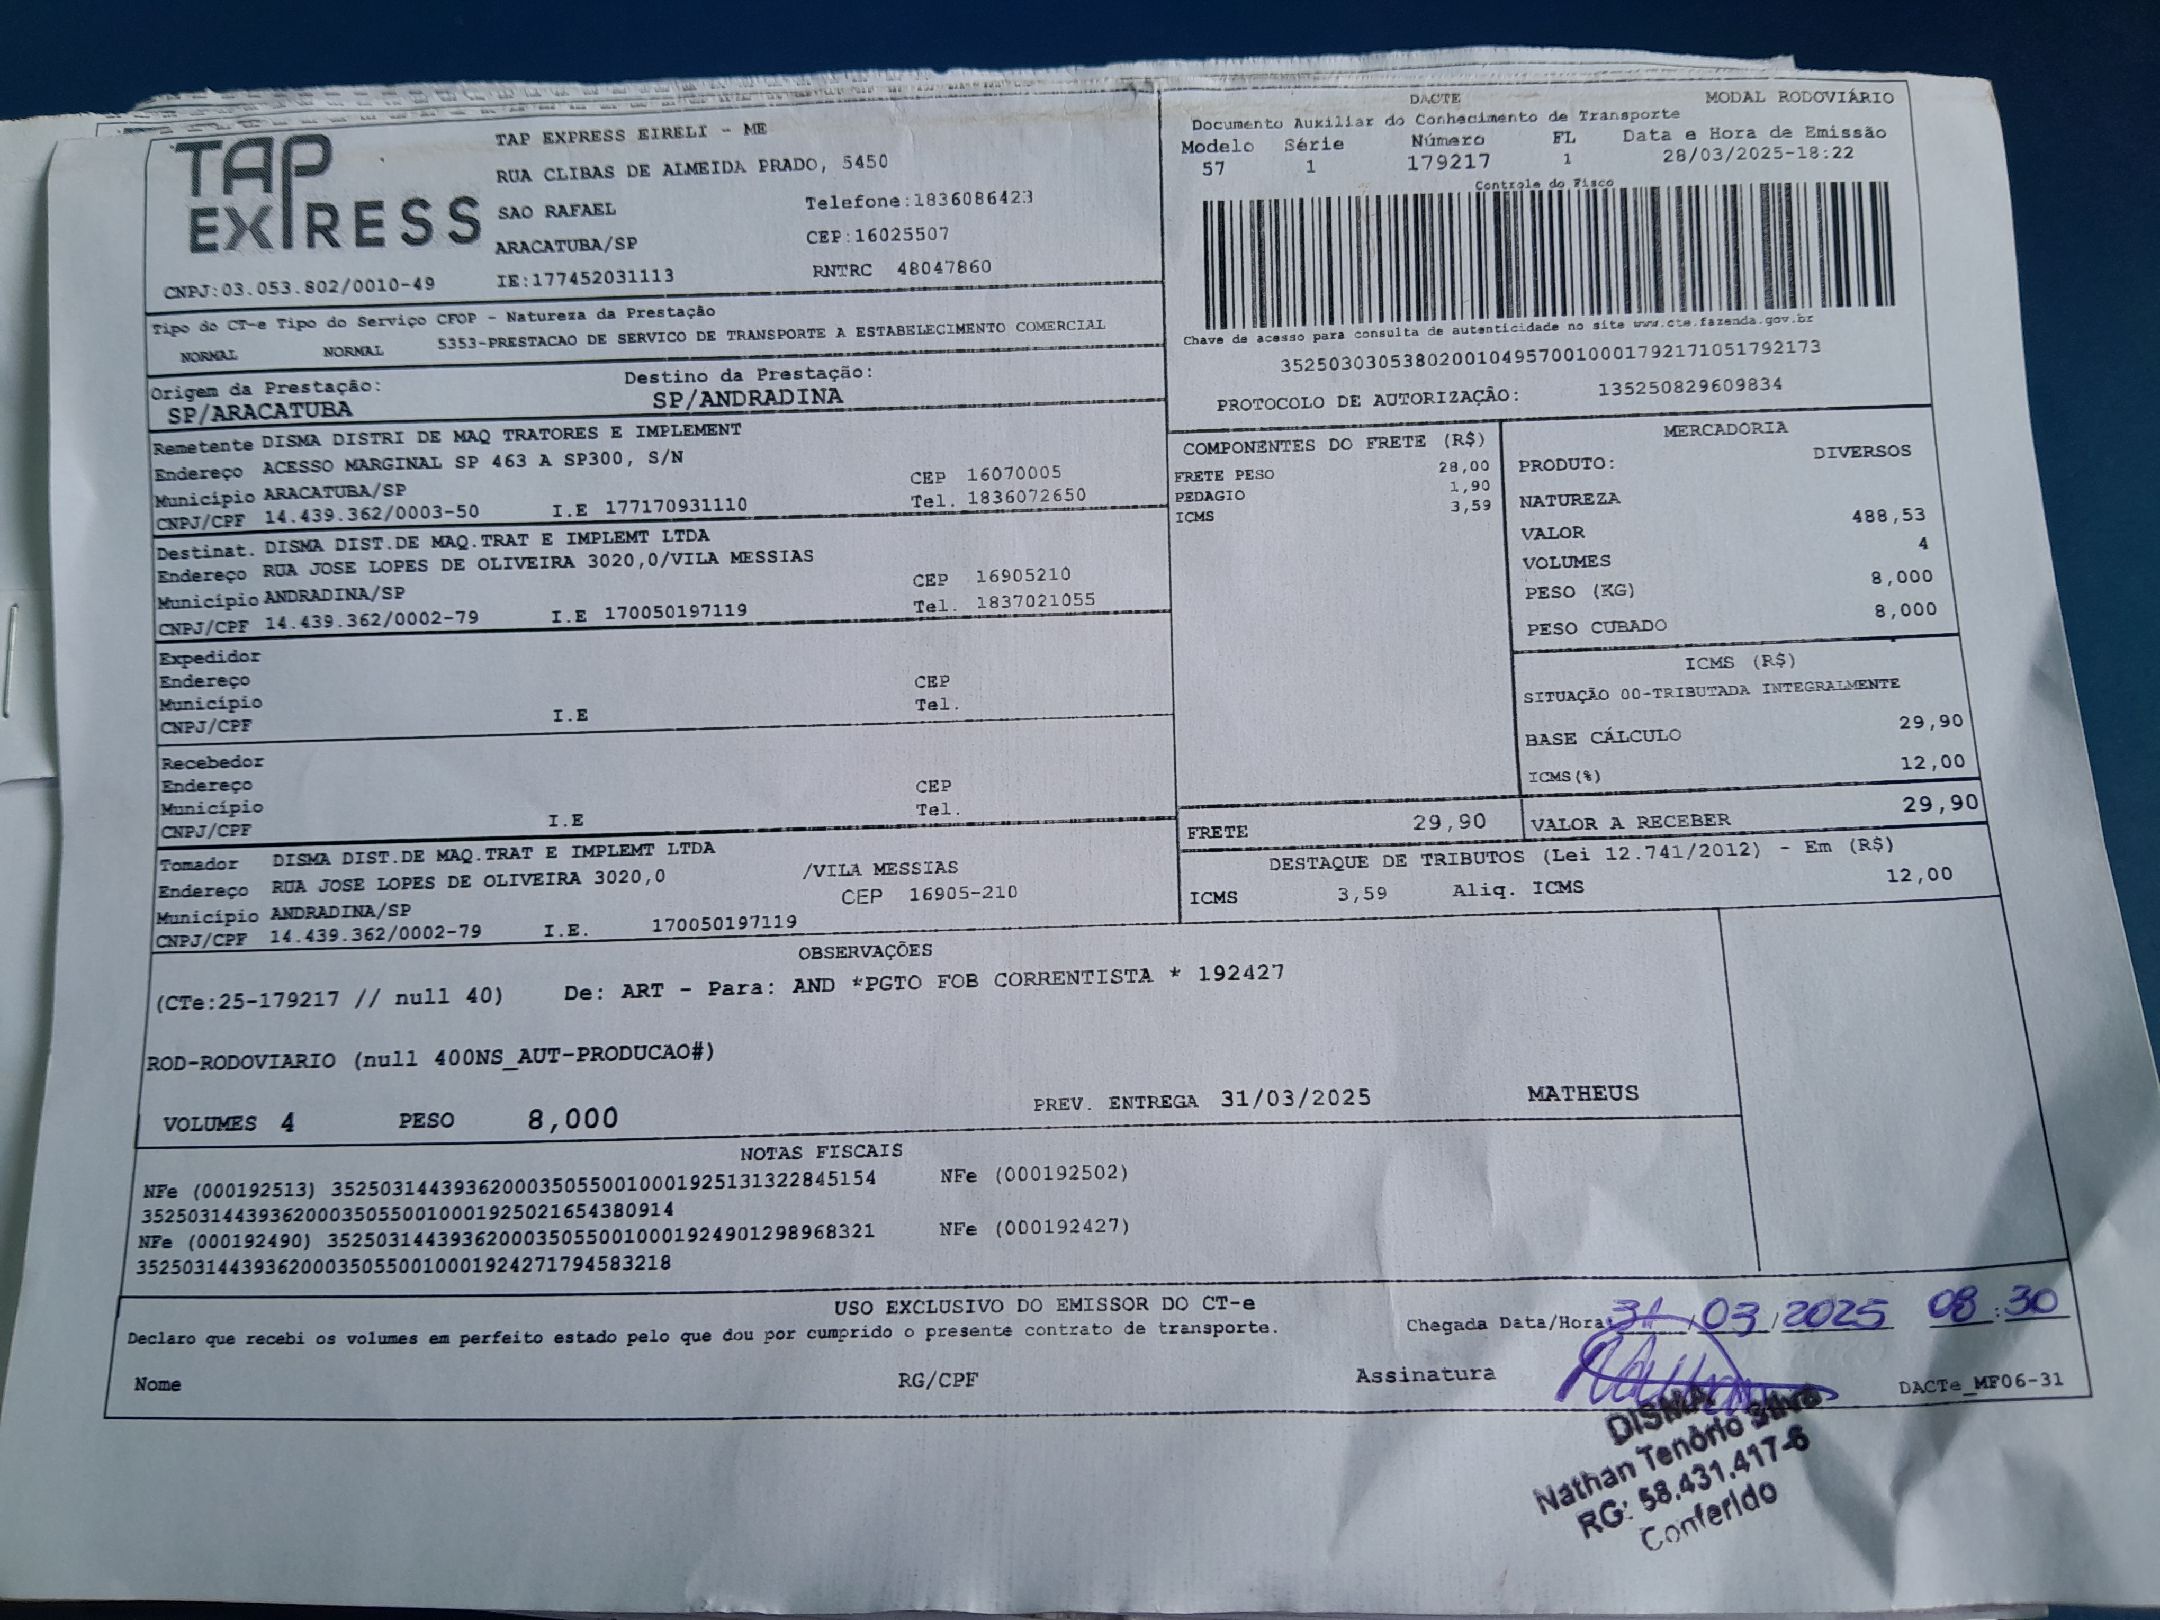 TAP EXPRESS
TAP EXPRESS EIRELI - ME
RUA CLIBAS DE ALMEIDA PRADO, 5450
SAO RAFAEL Telefone:1836086423
ARACATUBA/SP CEP:16025507
CNPJ:03.053.802/0010-49 IE:177452031113 RNTRC 48047860
DACTE MODAL RODOVIÁRIO
Documento Auxiliar do Conhecimento de Transporte
Modelo Série Número FL Data e Hora de Emissão
57 1 179217 1 28/03/2025-18:22
Controle do Fisco
Chave de acesso para consulta de autenticidade no site www.cte.fazenda.gov.br
35250303053802001049570010001792171051792173
PROTOCOLO DE AUTORIZAÇÃO: 135250829609834
Tipo do CT-e Tipo do Serviço CFOP - Natureza da Prestação
NORMAL NORMAL 5353-PRESTACAO DE SERVICO DE TRANSPORTE A ESTABELECIMENTO COMERCIAL
Origem da Prestação: Destino da Prestação:
SP/ARACATUBA SP/ANDRADINA
Remetente DISMA DISTRI DE MAQ TRATORES E IMPLEMENT
Endereço ACESSO MARGINAL SP 463 A SP300, S/N CEP 16070005
Município ARACATUBA/SP Tel. 1836072650
CNPJ/CPF 14.439.362/0003-50 I.E 177170931110
Destinat. DISMA DIST.DE MAQ.TRAT E IMPLEMT LTDA
Endereço RUA JOSE LOPES DE OLIVEIRA 3020,0/VILA MESSIAS CEP 16905210
Município ANDRADINA/SP Tel. 1837021055
CNPJ/CPF 14.439.362/0002-79 I.E 170050197119
Expedidor
Endereço CEP
Município Tel.
CNPJ/CPF I.E
Recebedor
Endereço CEP
Município Tel.
CNPJ/CPF I.E
Tomador DISMA DIST.DE MAQ.TRAT E IMPLEMT LTDA
Endereço RUA JOSE LOPES DE OLIVEIRA 3020,0 /VILA MESSIAS
Município ANDRADINA/SP CEP 16905-210
CNPJ/CPF 14.439.362/0002-79 I.E. 170050197119
COMPONENTES DO FRETE (R$)
FRETE PESO 28,00
PEDAGIO 1,90
ICMS 3,59
MERCADORIA
PRODUTO: DIVERSOS
NATUREZA
VALOR 488,53
VOLUMES 4
PESO (KG) 8,000
PESO CUBADO 8,000
ICMS (R$)
SITUAÇÃO 00-TRIBUTADA INTEGRALMENTE
BASE CÁLCULO 29,90
ICMS(%) 12,00
FRETE 29,90 VALOR A RECEBER 29,90
DESTAQUE DE TRIBUTOS (Lei 12.741/2012) - Em (R$)
ICMS 3,59 Aliq. ICMS 12,00
OBSERVAÇÕES
(CTe:25-179217 // null 40) De: ART - Para: AND *PGTO FOB CORRENTISTA * 192427
ROD-RODOVIARIO (null 400NS_AUT-PRODUCAO#)
VOLUMES 4 PESO 8,000 PREV. ENTREGA 31/03/2025 MATHEUS
NOTAS FISCAIS
NFe (000192513) 35250314439362000350550010001925131322845154 NFe (000192502)
35250314439362000350550010001925021654380914
NFe (000192490) 35250314439362000350550010001924901298968321 NFe (000192427)
35250314439362000350550010001924271794583218
USO EXCLUSIVO DO EMISSOR DO CT-e
Declaro que recebi os volumes em perfeito estado pelo que dou por cumprido o presente contrato de transporte. Chegada Data/Hora: 31/03/2025 08:30
Nome RG/CPF Assinatura DACTe_MF06-31
DISMA
Nathan Tenório Silva
RG: 58.431.417-6
Conferido